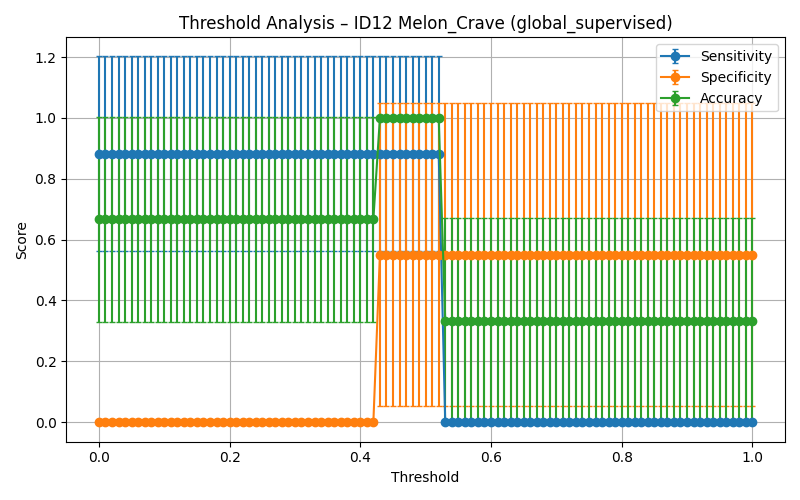 Threshold Analysis – ID12 Melon_Crave (global_supervised)
Sensitivity
Specificity
Accuracy
Score
1.2
1.0
0.8
0.6
0.4
0.2
0.0
0.0 0.2 0.4 0.6 0.8 1.0
Threshold